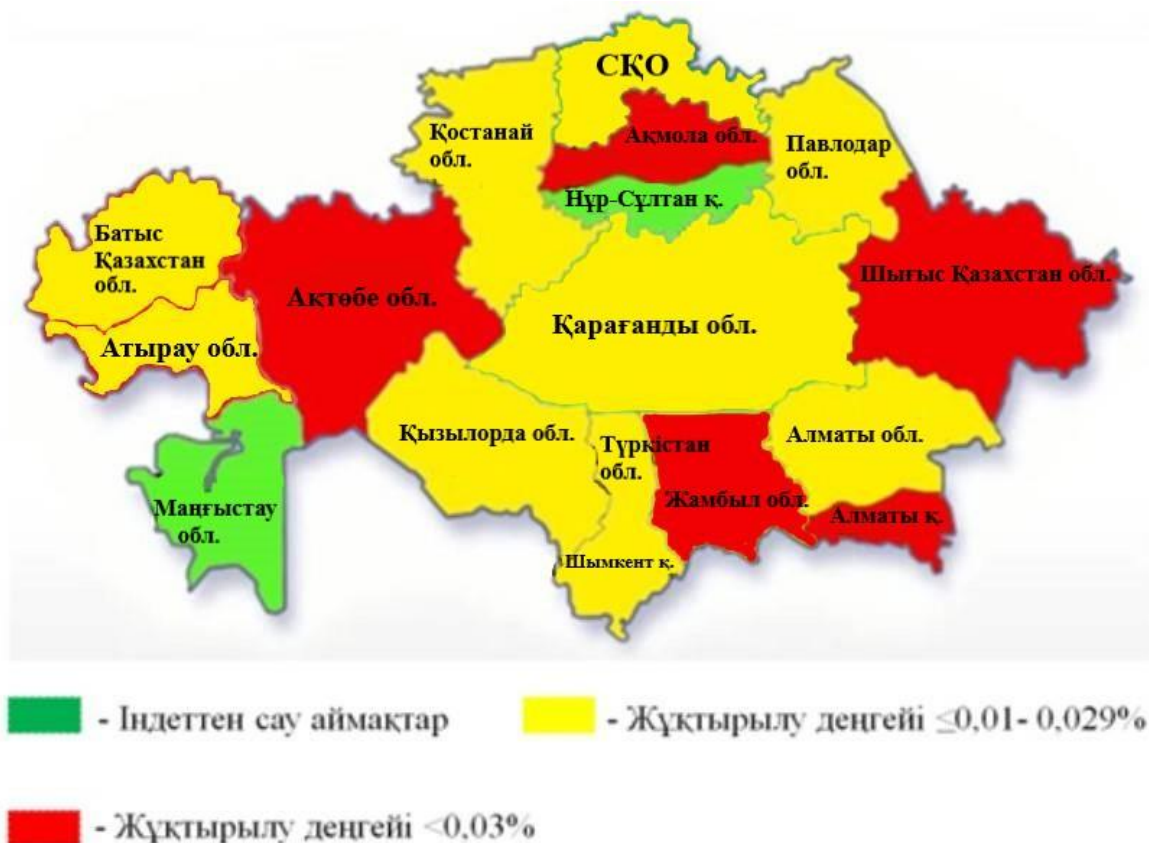 СҚО
Қостанай
обл.
Ақмола обл.
Павлодар
обл.
Нұр-Сұлтан қ.
Батыс
Қазахстан
обл.
Ақтөбе обл.
Шығыс Қазахстан обл.
Қарағанды обл.
Атырау обл.
Қызылорда обл.
Түркістан
обл.
Алматы обл.
Жамбыл обл.
Алматы қ.
Маңғыстау
обл.
Шымкент қ.
- Індеттен сау аймақтар
- Жұқтырылу деңгейі ≤0,01- 0,029%
- Жұқтырылу деңгейі <0,03%